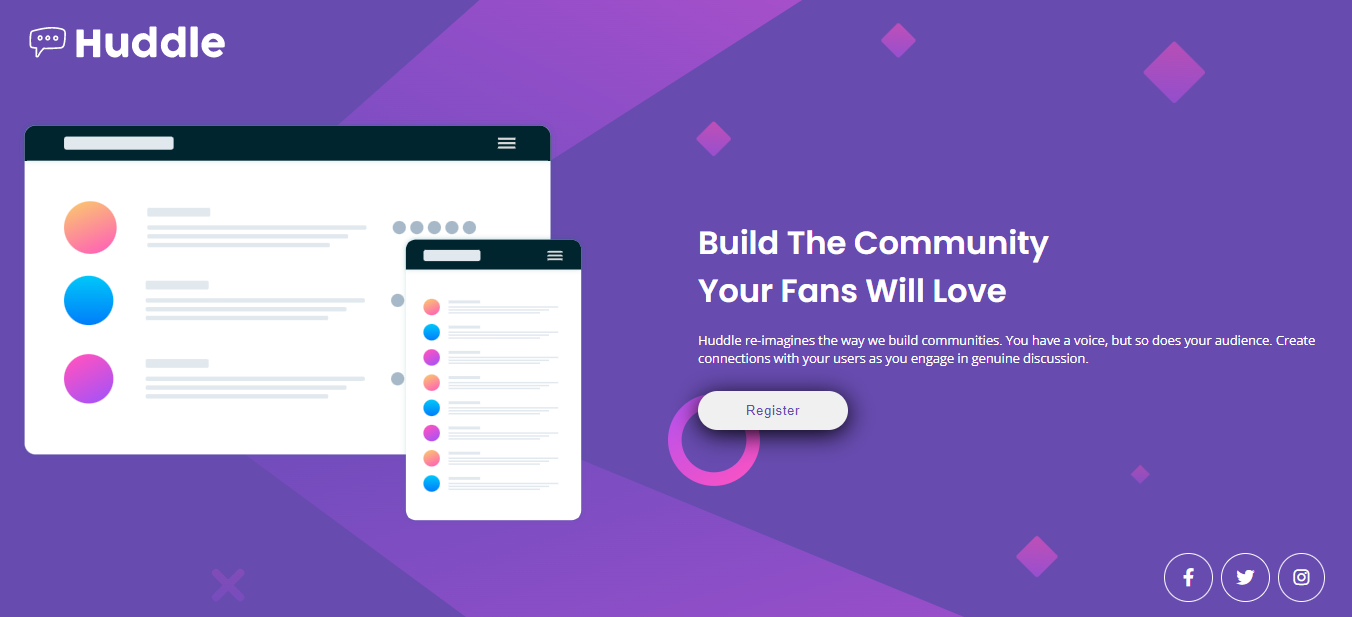 Huddle
Build The Community
Your Fans Will Love
Huddle re-imagines the way we build communities. You have a voice, but so does your audience. Create
connections with your users as you engage in genuine discussion.
Register